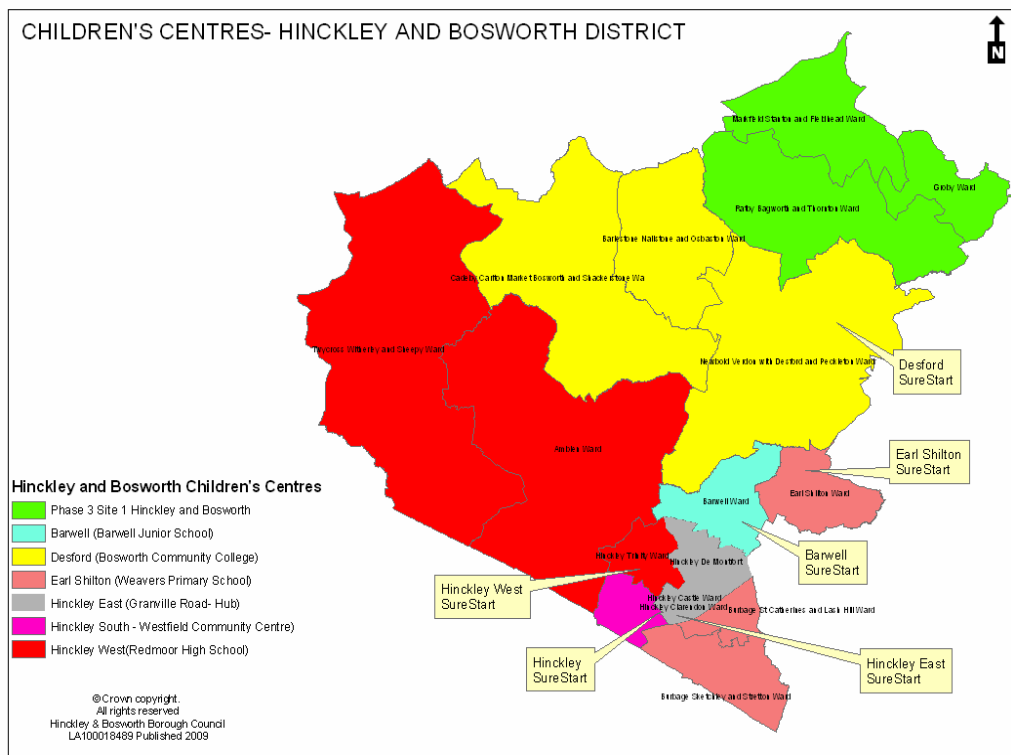 CHILDREN'S CENTRES- HINCKLEY AND BOSWORTH DISTRICT
N
Markfield Stanton and Fieldhead Ward
Groby Ward
Ratby Bagworth and Thornton Ward
Barlestone Nailstone and Osbaston Ward
Cadeby Carlton Market Bosworth and Shackerstone Wa
Twycross Witherley and Sheepy Ward
Newbold Verdon with Desford and Peckleton Ward
Desford
SureStart
Ambien Ward
Earl Shilton
SureStart
Earl Shilton Ward
Barwell Ward
Barwell
SureStart
Hinckley Trinity Ward
Hinckley De Montfort
Hinckley West
SureStart
Hinckley Castle Ward
Hinckley Clarendon Ward
Burbage St Catherines and Lash Hill Ward
Hinckley
SureStart
Hinckley East
SureStart
Burbage Sketchley and Stretton Ward
Hinckley and Bosworth Children's Centres
Phase 3 Site 1 Hinckley and Bosworth
Barwell (Barwell Junior School)
Desford (Bosworth Community College)
Earl Shilton (Weavers Primary School)
Hinckley East (Granville Road- Hub)
Hinckley South - Westfield Community Centre)
Hinckley West(Redmoor High School)
© Crown copyright.
All rights reserved
Hinckley & Bosworth Borough Council
LA100018489 Published 2009